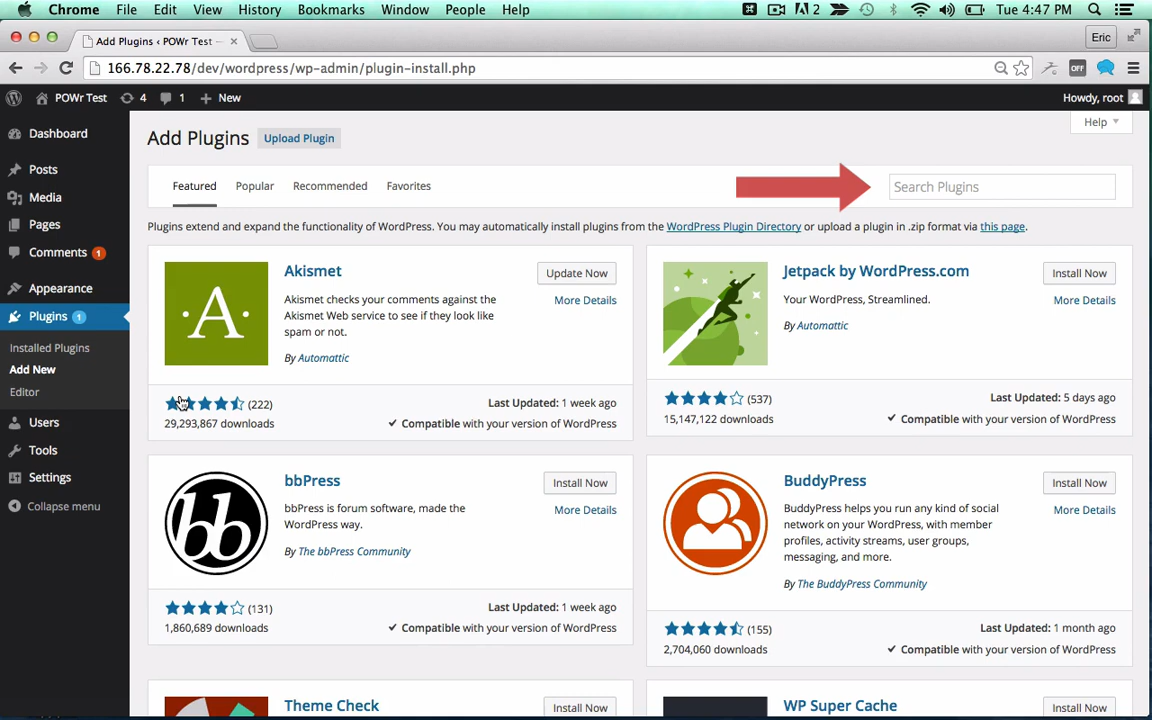 Chrome File Edit View History Bookmarks Window People Help 2 Tue 4:47 PM
Add Plugins ‹ POWr Test — Eric
166.78.22.78/dev/wordpress/wp-admin/plugin-install.php OFF
POWr Test 4 1 New Howdy, root
Help
Dashboard
Posts
Media
Pages
Comments 1
Appearance
Plugins 1
Installed Plugins
Add New
Editor
Users
Tools
Settings
Collapse menu
Add Plugins Upload Plugin
Featured Popular Recommended Favorites Search Plugins
Plugins extend and expand the functionality of WordPress. You may automatically install plugins from the WordPress Plugin Directory or upload a plugin in .zip format via this page.
A
Akismet Update Now
More Details
Akismet checks your comments against the
Akismet Web service to see if they look like
spam or not.
By Automattic
(222) Last Updated: 1 week ago
29,293,867 downloads Compatible with your version of WordPress
Jetpack by WordPress.com Install Now
Your WordPress, Streamlined. More Details
By Automattic
(537) Last Updated: 5 days ago
15,147,122 downloads Compatible with your version of WordPress
bb
bbPress Install Now
More Details
bbPress is forum software, made the
WordPress way.
By The bbPress Community
(131) Last Updated: 1 week ago
1,860,689 downloads Compatible with your version of WordPress
BuddyPress Install Now
More Details
BuddyPress helps you run any kind of social
network on your WordPress, with member
profiles, activity streams, user groups,
messaging, and more.
By The BuddyPress Community
(155) Last Updated: 1 month ago
2,704,060 downloads Compatible with your version of WordPress
Theme Check Install Now
WP Super Cache Install Now